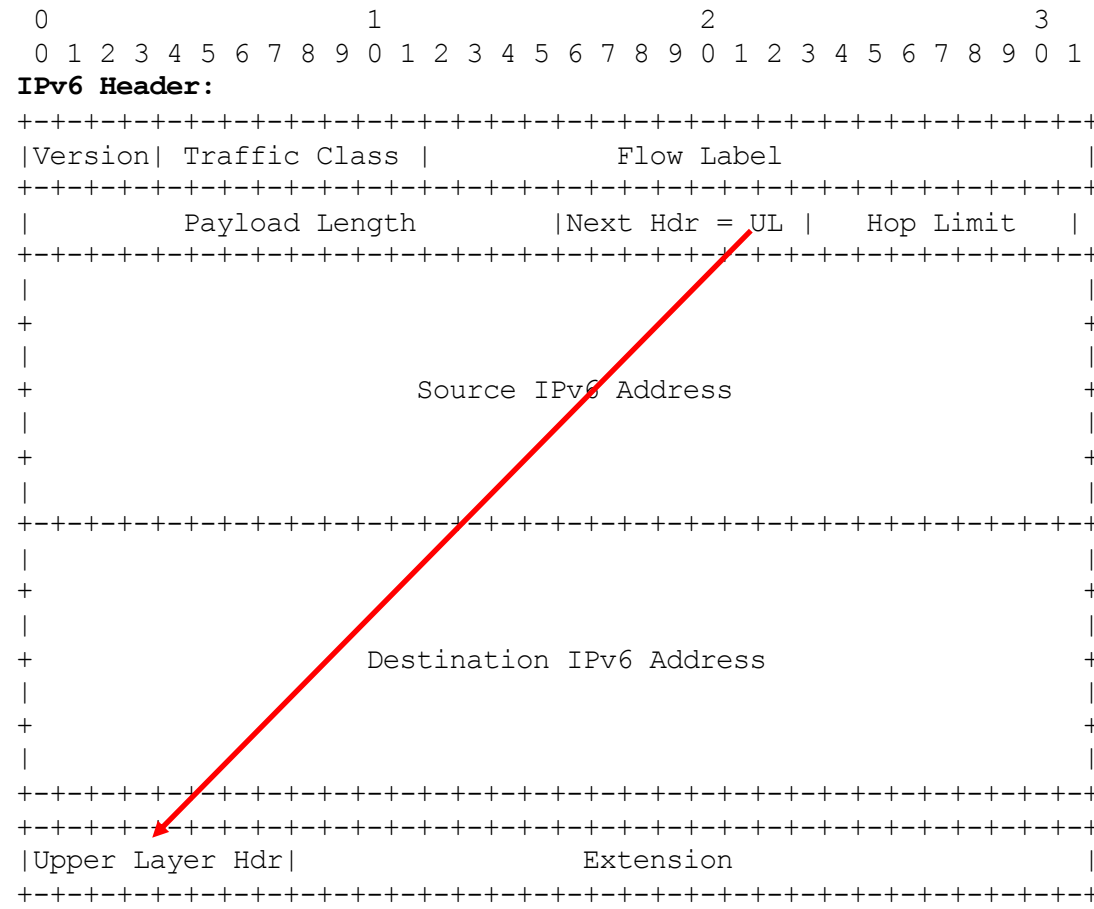 0                   1                   2                   3
0 1 2 3 4 5 6 7 8 9 0 1 2 3 4 5 6 7 8 9 0 1 2 3 4 5 6 7 8 9 0 1
IPv6 Header:
+-+-+-+-+-+-+-+-+-+-+-+-+-+-+-+-+-+-+-+-+-+-+-+-+-+-+-+-+-+-+-+-+
|Version| Traffic Class |           Flow Label                  |
+-+-+-+-+-+-+-+-+-+-+-+-+-+-+-+-+-+-+-+-+-+-+-+-+-+-+-+-+-+-+-+-+
|         Payload Length        |Next Hdr = UL |   Hop Limit   |
+-+-+-+-+-+-+-+-+-+-+-+-+-+-+-+-+-+-+-+-+-+-+-+-+-+-+-+-+-+-+-+-+
|                                                               |
+                                                               +
|                                                               |
+                       Source IPv6 Address                     +
|                                                               |
+                                                               +
|                                                               |
+-+-+-+-+-+-+-+-+-+-+-+-+-+-+-+-+-+-+-+-+-+-+-+-+-+-+-+-+-+-+-+-+
|                                                               |
+                                                               +
|                                                               |
+                    Destination IPv6 Address                   +
|                                                               |
+                                                               +
|                                                               |
+-+-+-+-+-+-+-+-+-+-+-+-+-+-+-+-+-+-+-+-+-+-+-+-+-+-+-+-+-+-+-+-+
+-+-+-+-+-+-+-+-+-+-+-+-+-+-+-+-+-+-+-+-+-+-+-+-+-+-+-+-+-+-+-+-+
|Upper Layer Hdr|                 Extension                     |
+-+-+-+-+-+-+-+-+-+-+-+-+-+-+-+-+-+-+-+-+-+-+-+-+-+-+-+-+-+-+-+-+